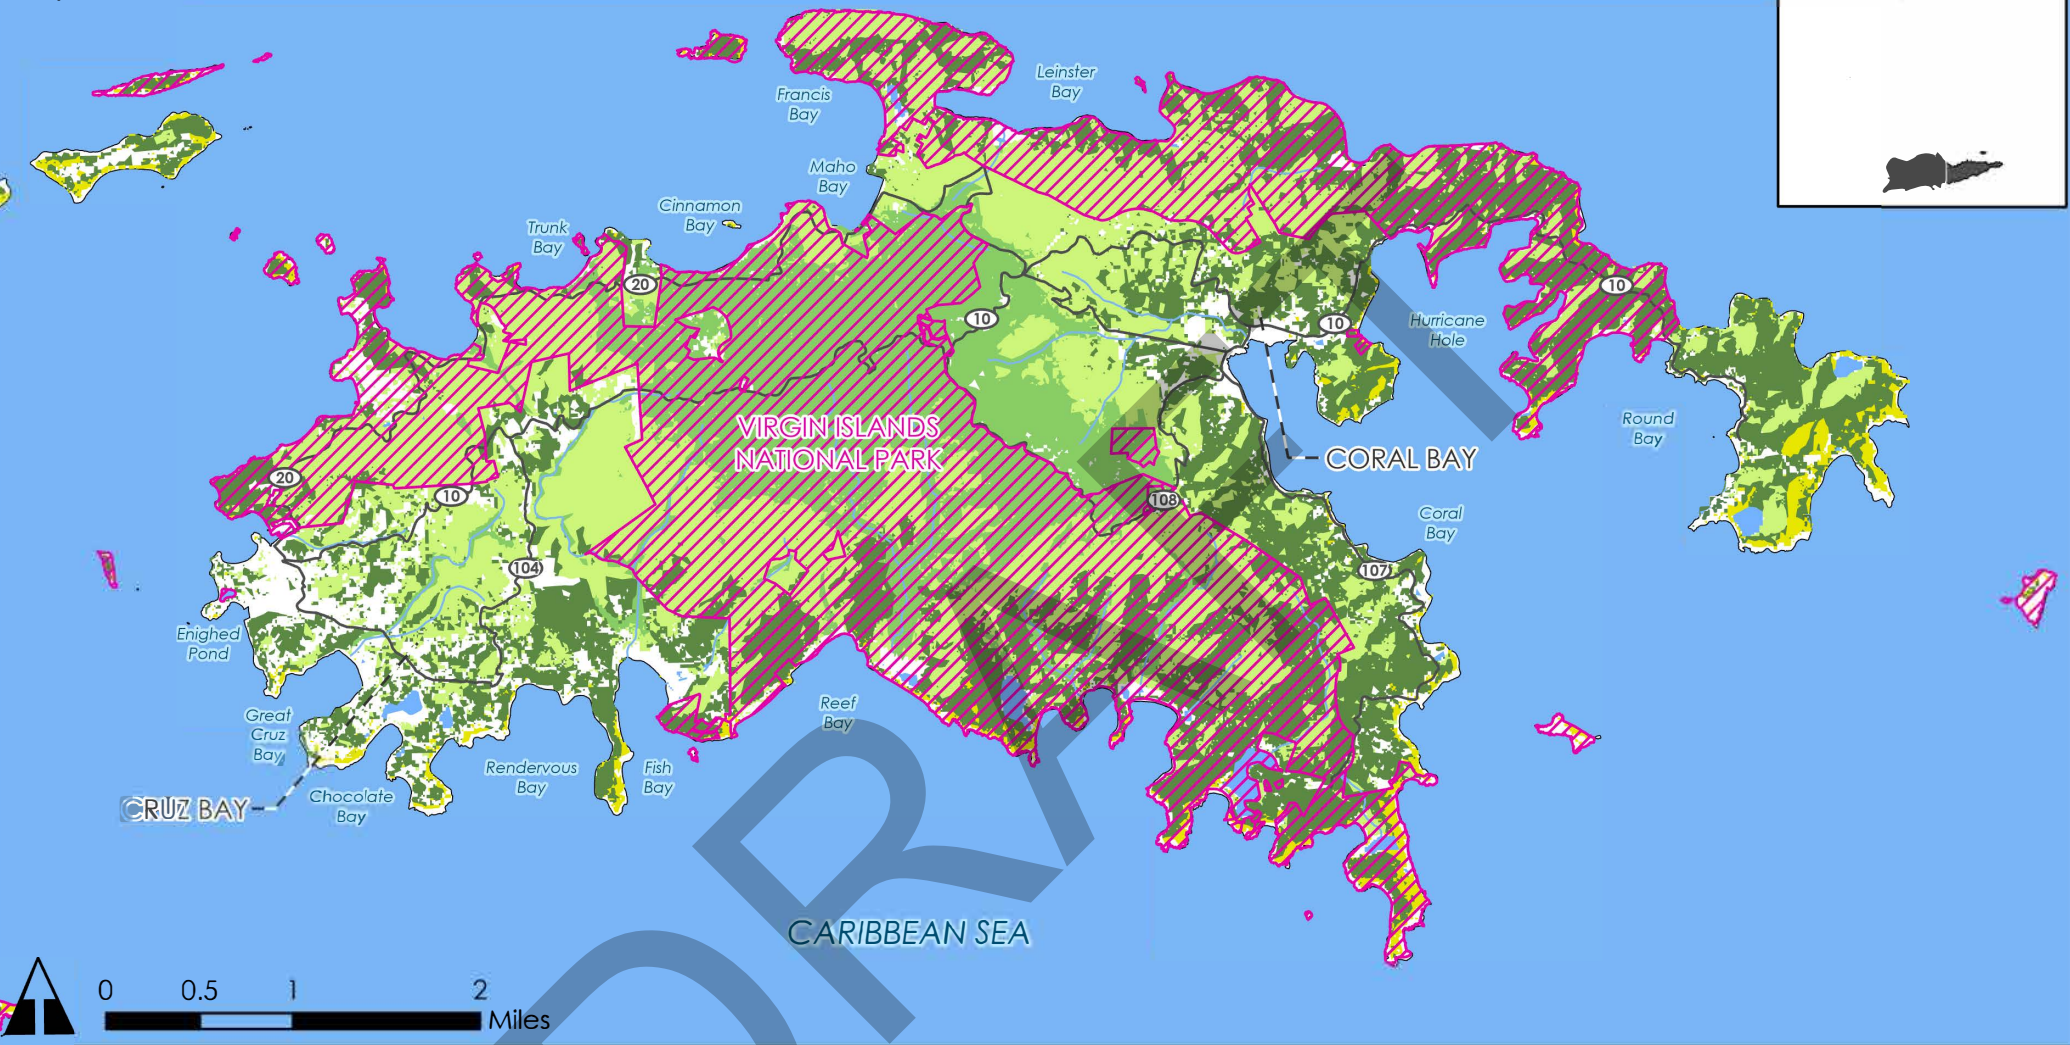 Leinster
Bay
Francis
Bay
Maho
Bay
Cinnamon
Bay
Trunk
Bay
20
10
10
10
Hurricane
Hole
VIRGIN ISLANDS
NATIONAL PARK
Round
Bay
CORAL BAY
20
10
108
Coral
Bay
104
107
Enighed
Pond
Great
Cruz
Bay
Reef
Bay
Rendervous
Bay
Fish
Bay
Chocolate
Bay
CRUZ BAY
CARIBBEAN SEA
0 0.5 1 2
Miles
DRAFT